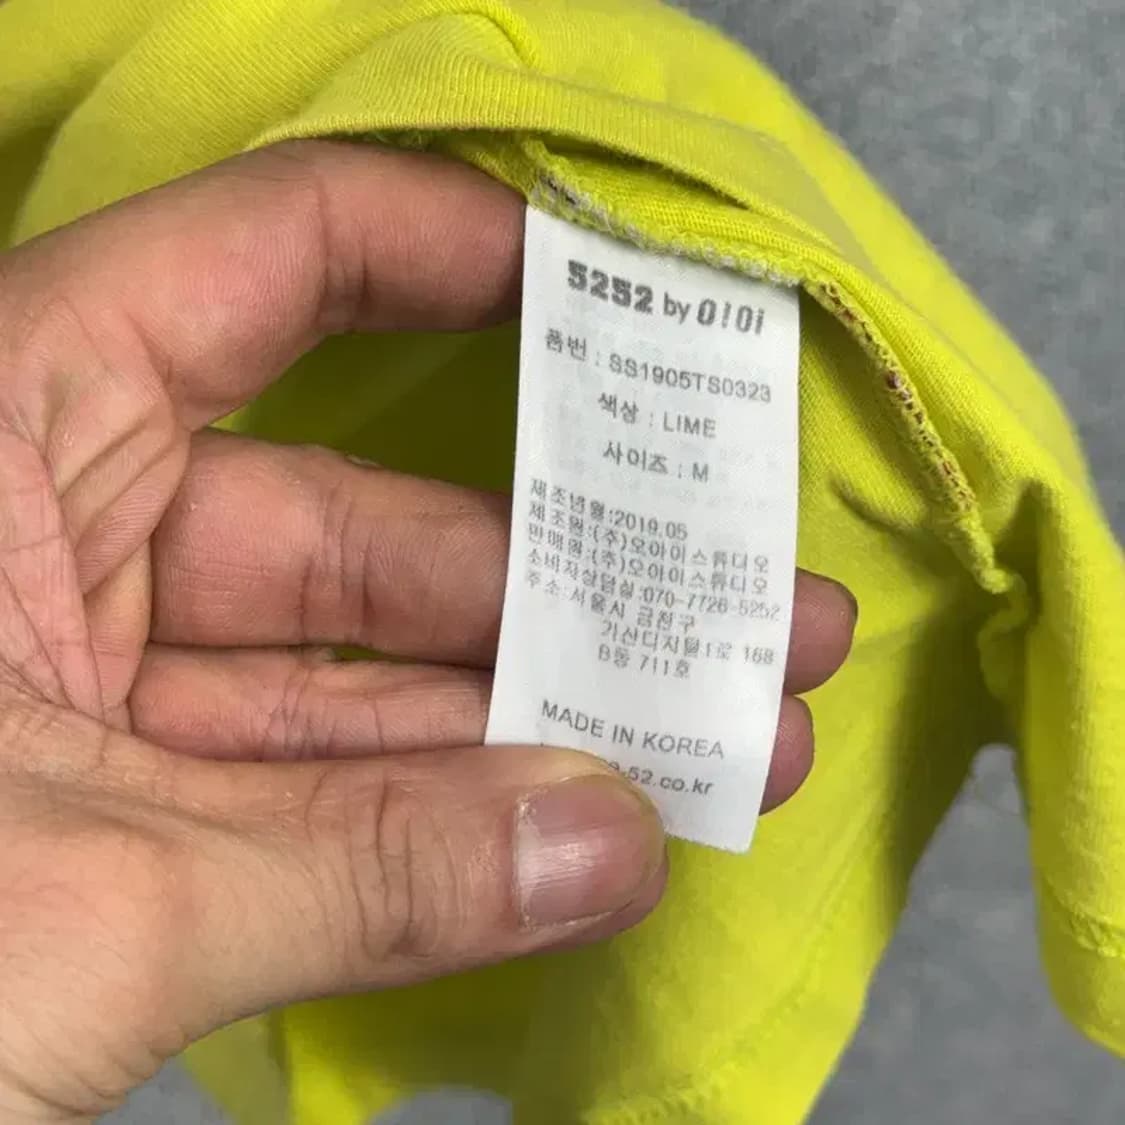 5252 by O!Oi
품번 : SS1905TS0323
색상 : LIME
사이즈 : M
제조년월:2019.05
제조원:(주)오아이스튜디오
판매원:(주)오아이스튜디오
소비자상담실:070-7726-5252
주소:서울시 금천구
가산디지털1로 168
B동 711호
MADE IN KOREA
-52.co.kr